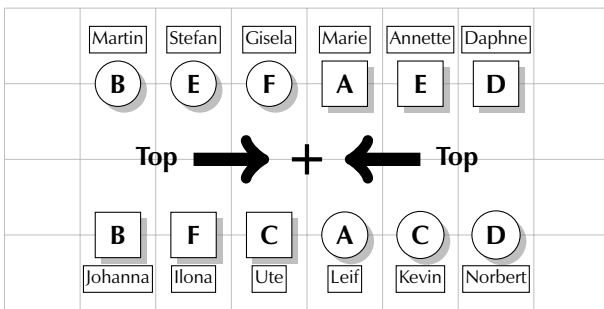 Martin Stefan Gisela Marie Annette Daphne
B E F A E D
Top + Top
B F C A C D
Johanna Ilona Ute Leif Kevin Norbert